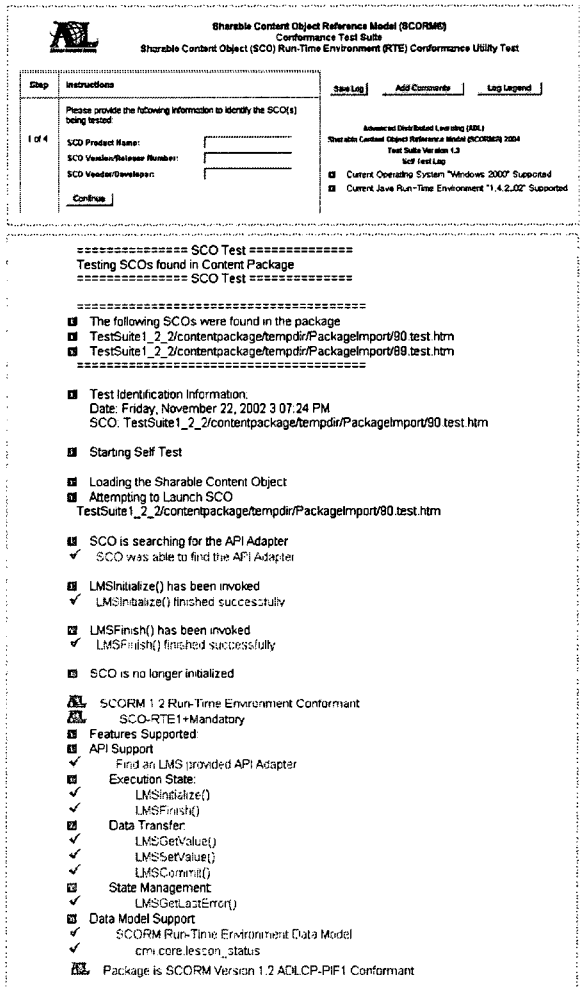 ADL
Sharable Content Object Reference Model (SCORM®)
Conformance Test Suite
Sharable Content Object (SCO) Run-Time Environment (RTE) Conformance Utility Test
Step Instructions
Save Log Add Comments Log Legend
Please provide the following information to identify the SCO(s)
being tested:
1 of 4
SCO Product Name:
SCO Version/Release Number:
SCO Vendor/Developer:
Continue
Advanced Distributed Learning (ADL)
Sharable Content Object Reference Model (SCORM®) 2004
Test Suite Version 1.3
Self Test Log
Current Operating System "Windows 2000" Supported
Current Java Run-Time Environment "1.4.2_02" Supported
=============== SCO Test ==============
Testing SCOs found in Content Package
=============== SCO Test ==============
======================================
The following SCOs were found in the package
TestSuite1_2_2/contentpackage/tempdir/PackageImport/90.test.htm
TestSuite1_2_2/contentpackage/tempdir/PackageImport/89.test.htm
======================================
Test Identification Information:
Date: Friday, November 22, 2002 3 07:24 PM
SCO: TestSuite1_2_2/contentpackage/tempdir/PackageImport/90.test.htm
Starting Self Test
Loading the Sharable Content Object
Attempting to Launch SCO
TestSuite1_2_2/contentpackage/tempdir/PackageImport/90.test.htm
SCO is searching for the API Adapter
✓ SCO was able to find the API Adapter
LMSInitialize() has been invoked
✓ LMSInitialize() finished successfully
LMSFinish() has been invoked
✓ LMSFinish() finished successfully
SCO is no longer initialized
ADL SCORM 1.2 Run-Time Environment Conformant
ADL SCO-RTE1+Mandatory
Features Supported:
API Support
✓ Find an LMS provided API Adapter
Execution State:
✓ LMSInitialize()
✓ LMSFinish()
Data Transfer:
✓ LMSGetValue()
✓ LMSSetValue()
✓ LMSCommit()
State Management
✓ LMSGetLastError()
Data Model Support
✓ SCORM Run-Time Environment Data Model
✓ cmi.core.lesson_status
ADL Package is SCORM Version 1.2 ADLCP-PIF1 Conformant